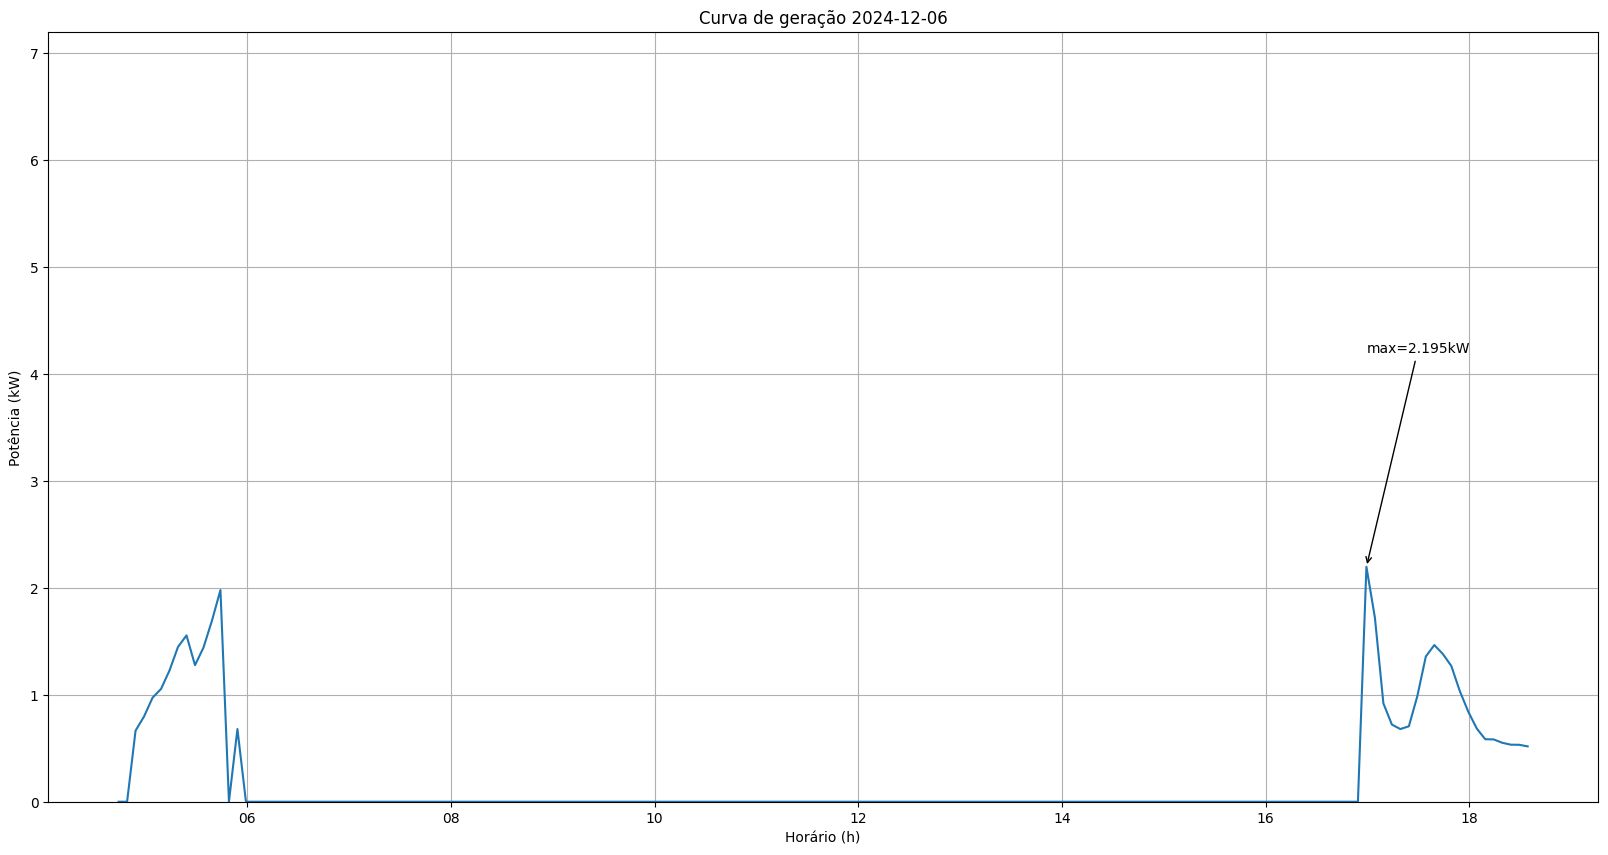 Curva de geração 2024-12-06
7
6
5
4
3
2
1
0
Potência (kW)
max=2.195kW
06 08 10 12 14 16 18
Horário (h)